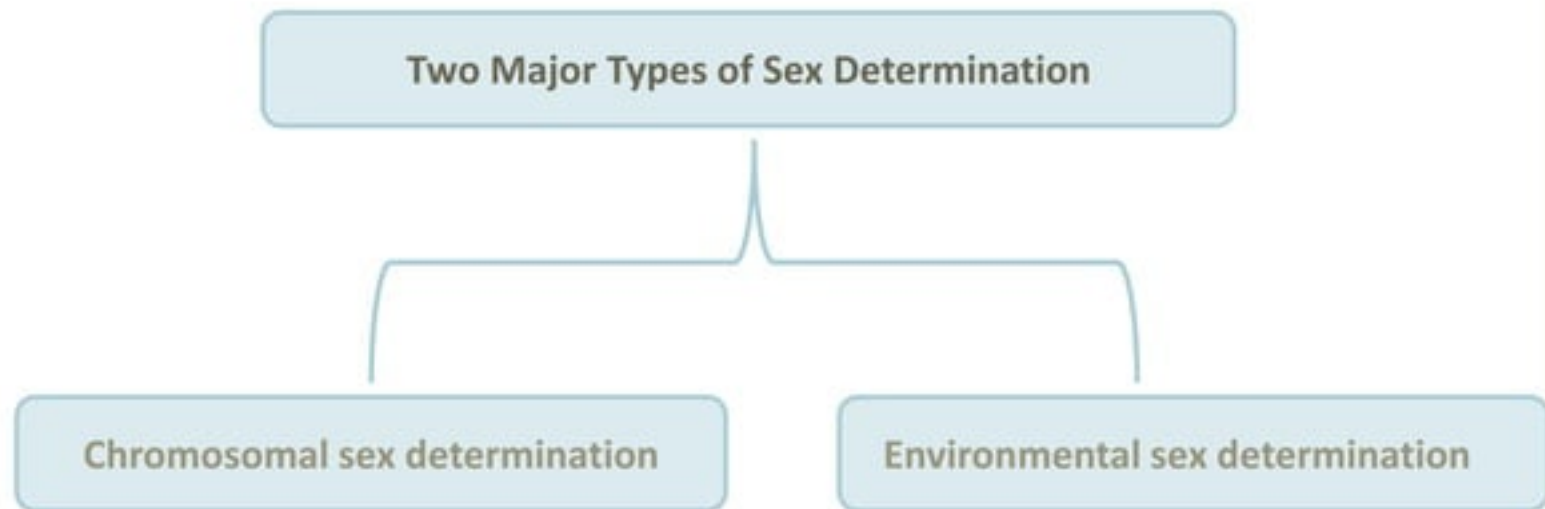 Two Major Types of Sex Determination
Chromosomal sex determination
Environmental sex determination